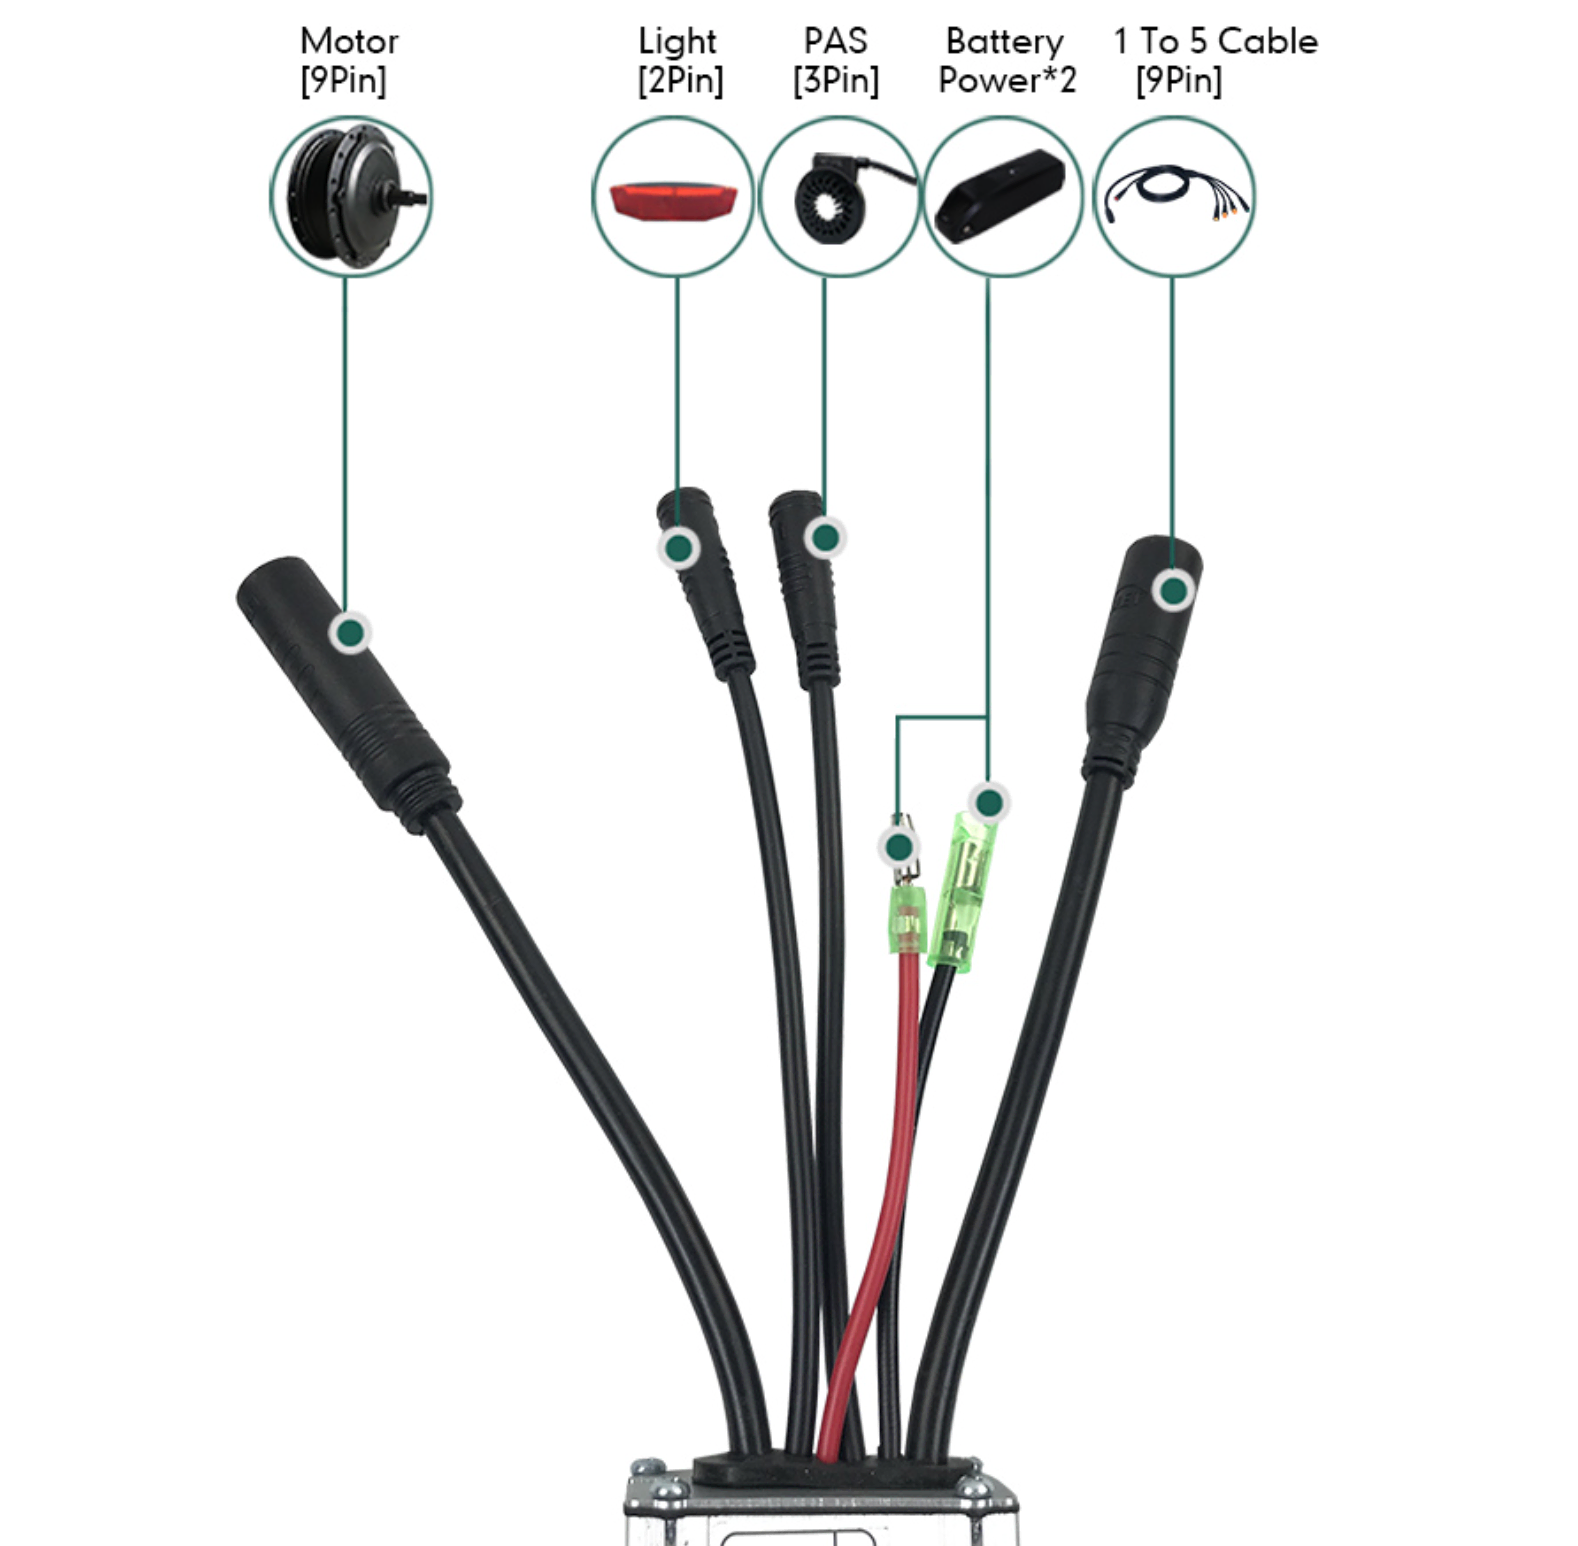 Motor
[9Pin]
Light
[2Pin]
PAS
[3Pin]
Battery
Power*2
1 To 5 Cable
[9Pin]